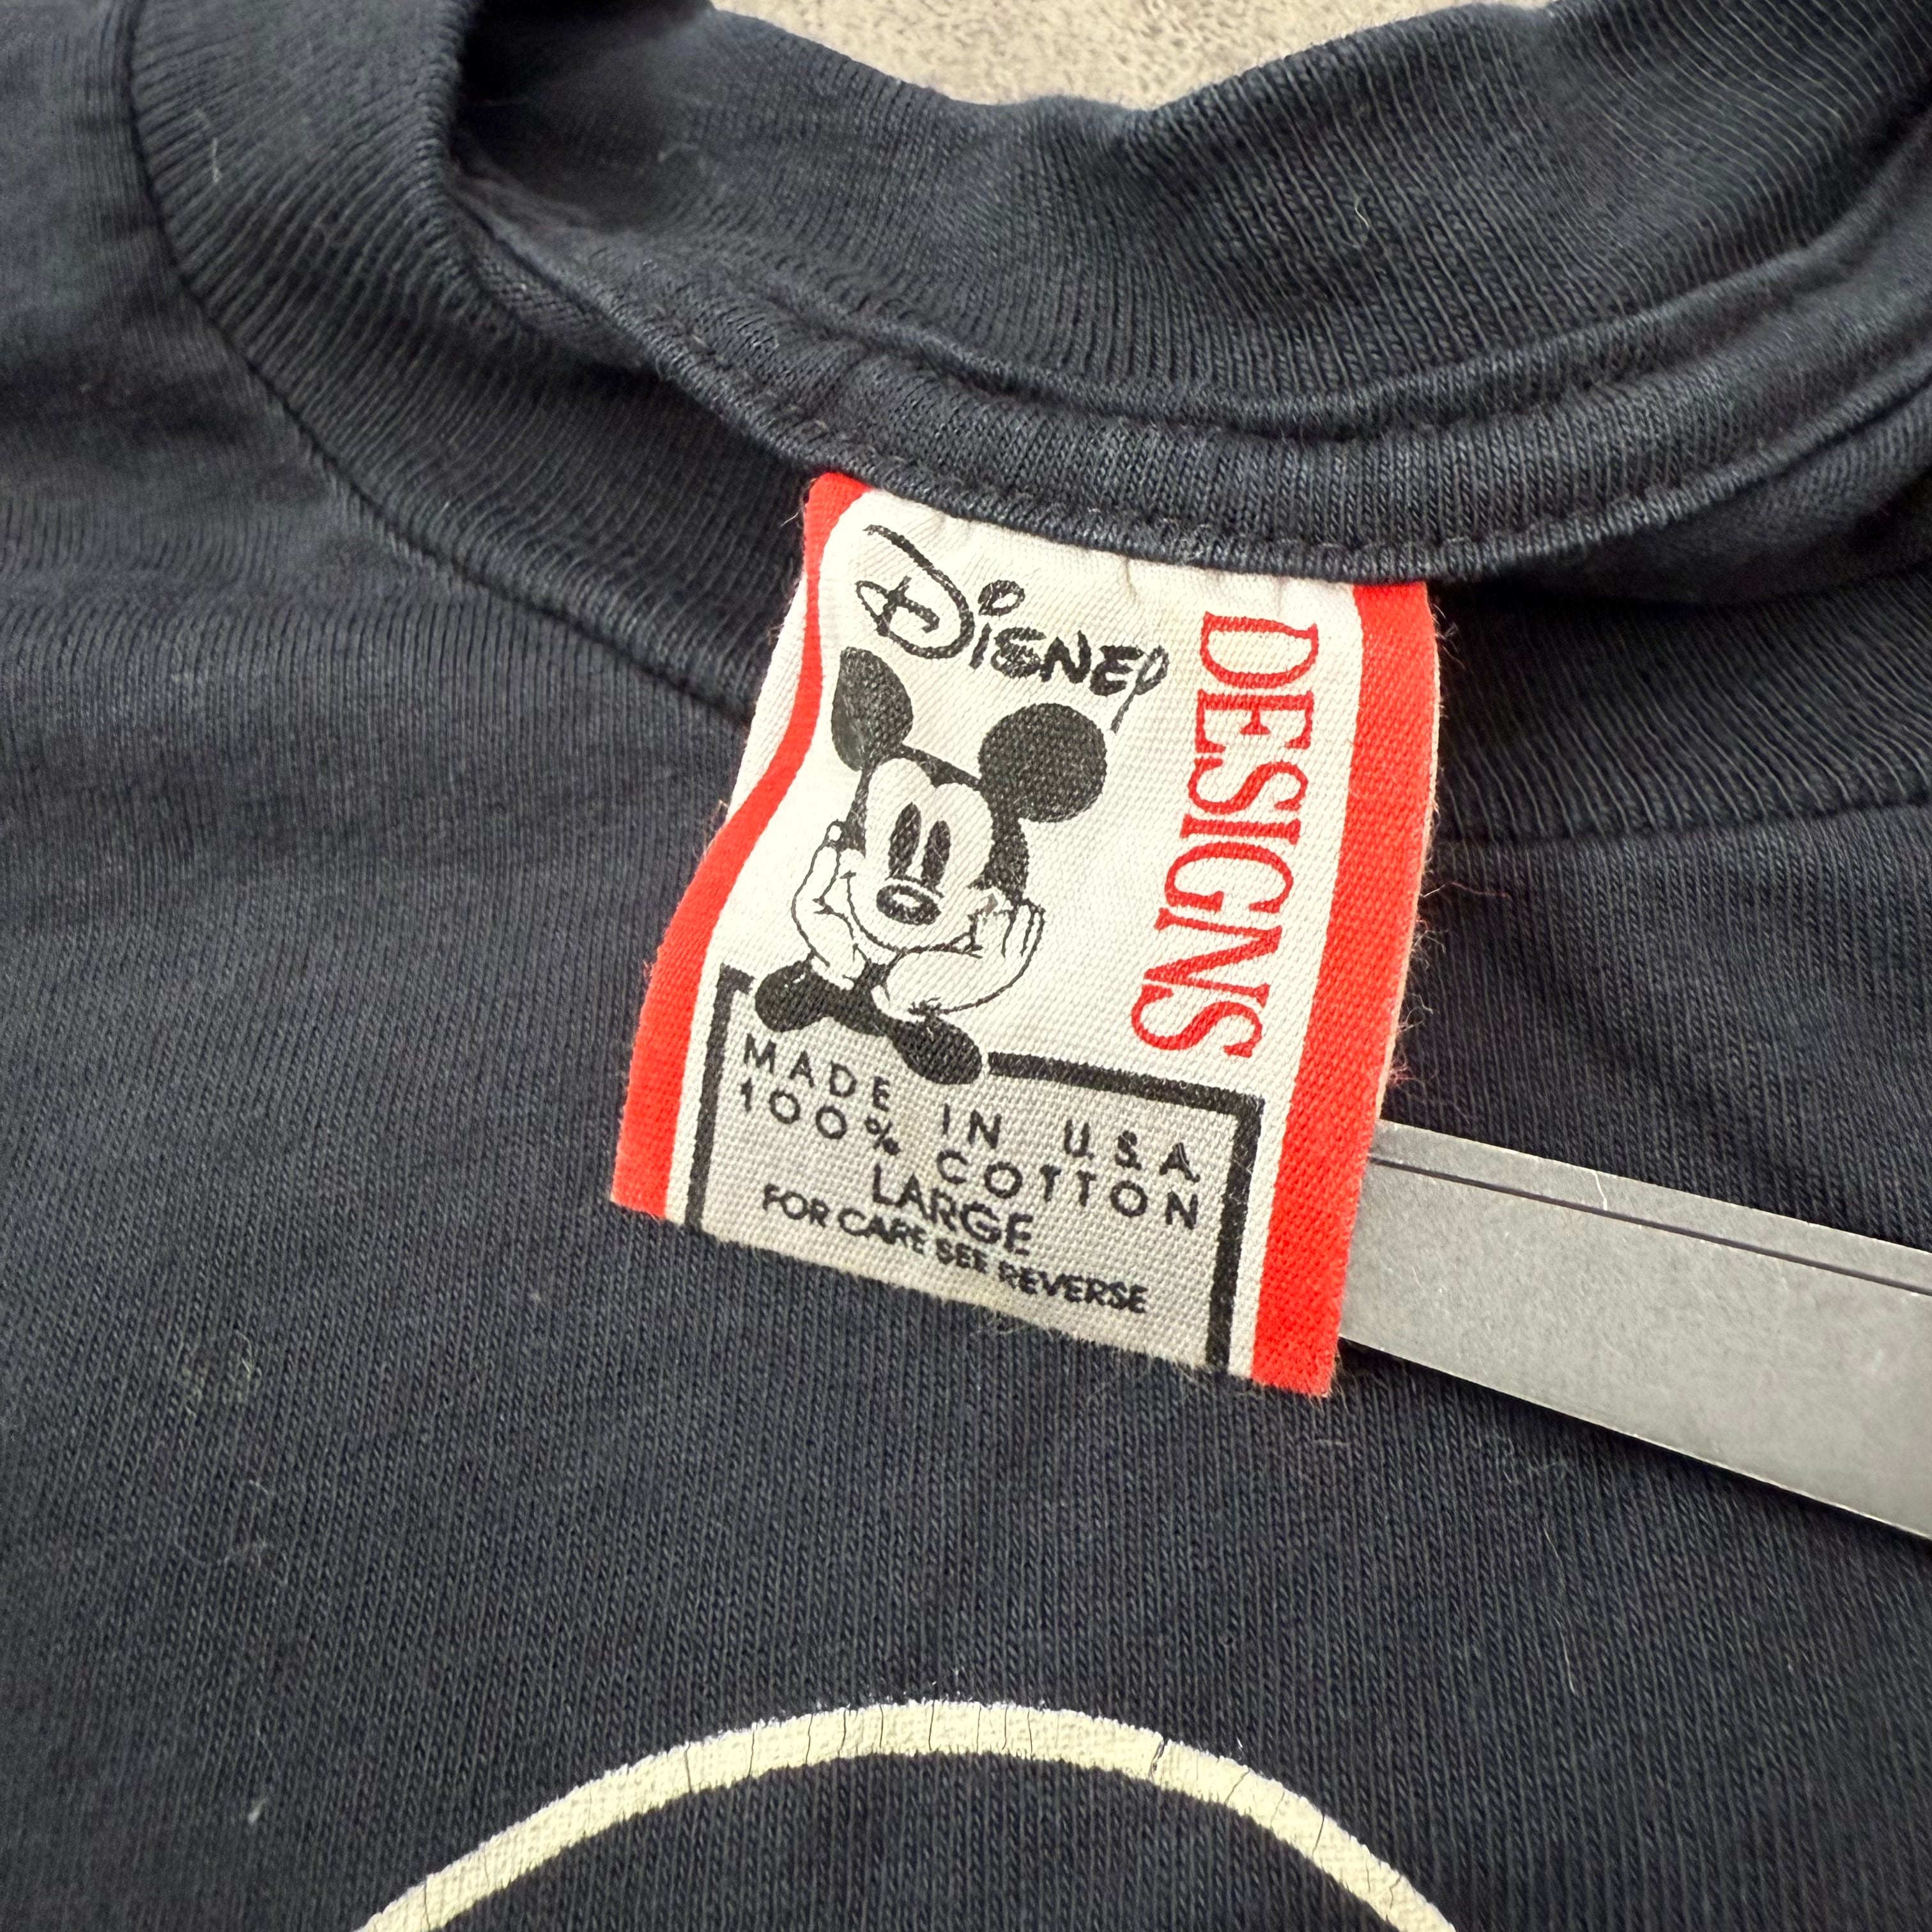 Disney
DESIGNS
MADE IN U.S.A
100% COTTON
LARGE
FOR CARE SEE REVERSE